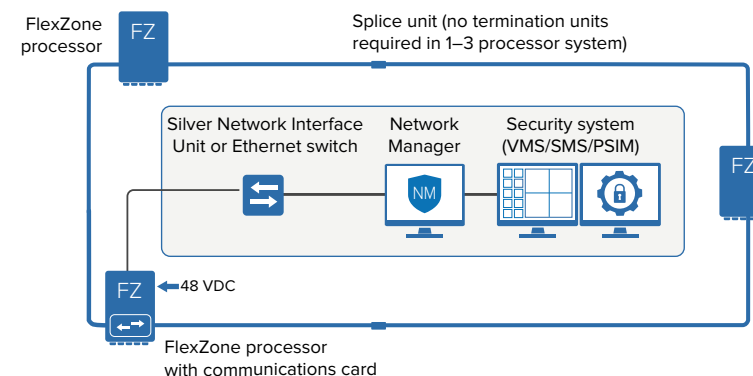 FlexZone
processor
FZ
Splice unit (no termination units
required in 1–3 processor system)
Silver Network Interface
Unit or Ethernet switch
Network
Manager
Security system
(VMS/SMS/PSIM)
NM
FZ
FZ
48 VDC
FlexZone processor
with communications card